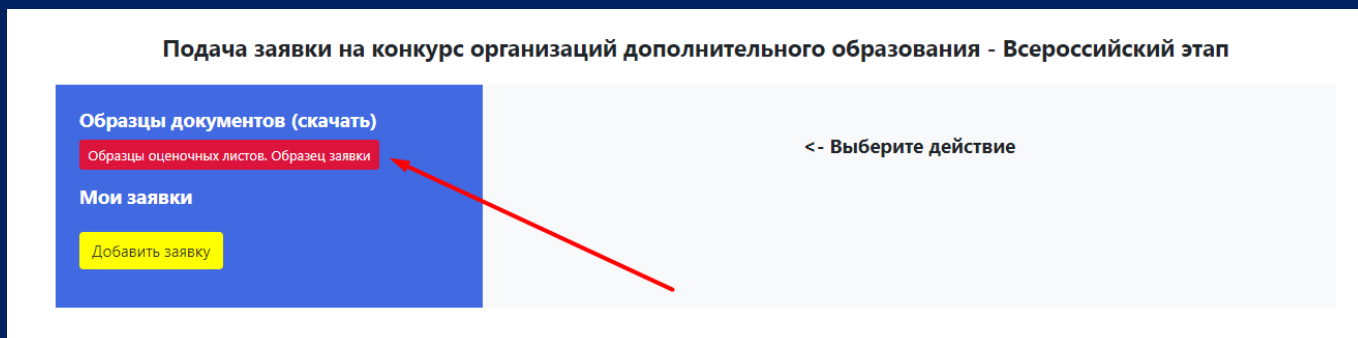 Подача заявки на конкурс организаций дополнительного образования - Всероссийский этап
Образцы документов (скачать)
Образцы оценочных листов. Образец заявки
<- Выберите действие
Мои заявки
Добавить заявку